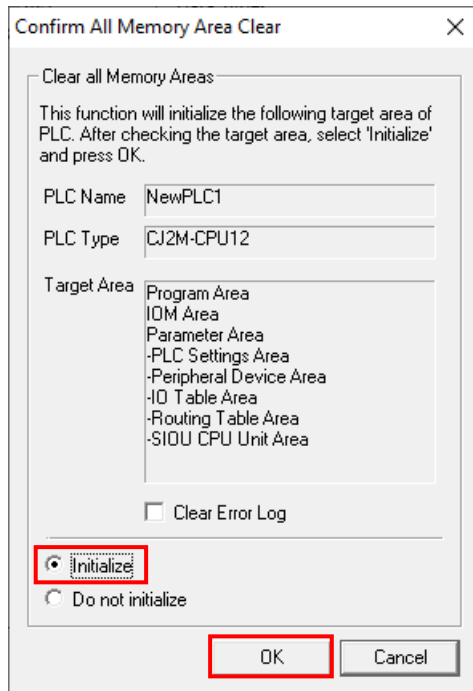 Confirm All Memory Area Clear
Clear all Memory Areas
This function will initialize the following target area of
PLC. After checking the target area, select 'Initialize'
and press OK.
PLC Name NewPLC1
PLC Type CJ2M-CPU12
Target Area Program Area
IOM Area
Parameter Area
-PLC Settings Area
-Peripheral Device Area
-IO Table Area
-Routing Table Area
-SIOU CPU Unit Area
Clear Error Log
Initialize
Do not initialize
OK Cancel